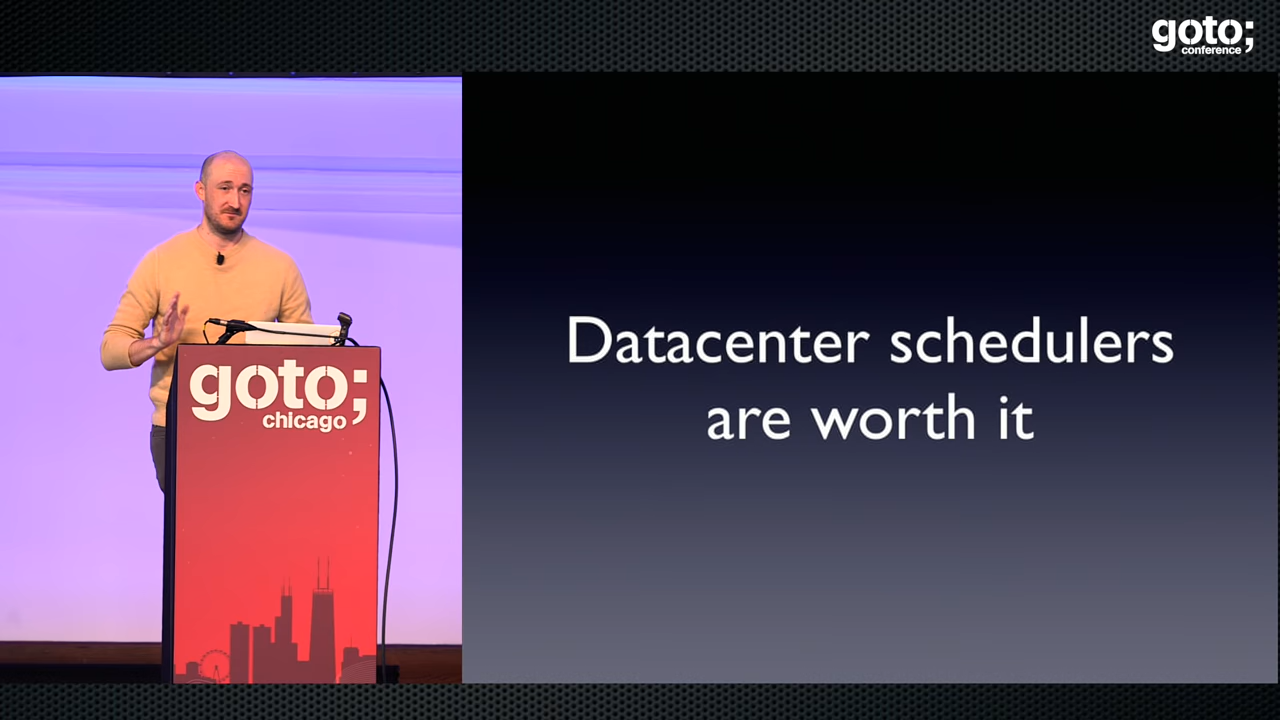 goto;
conference
goto;
chicago
Datacenter schedulers
are worth it